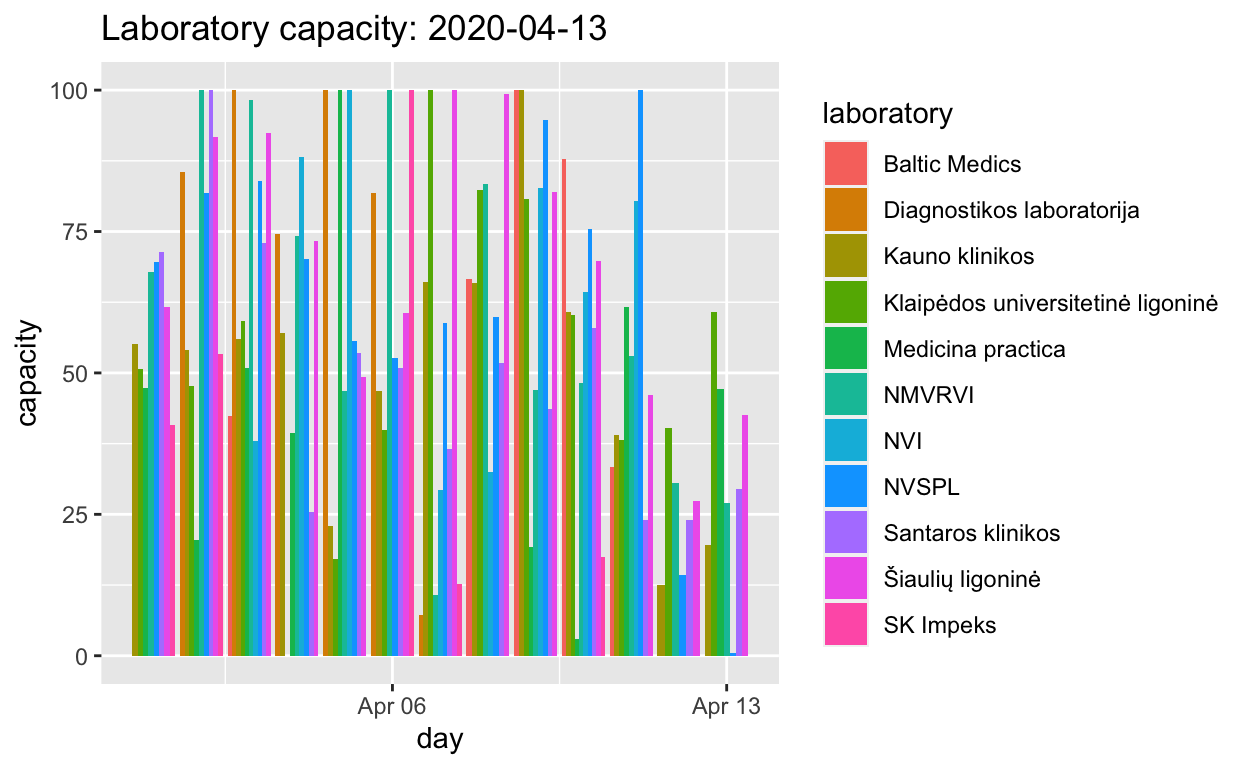 Laboratory capacity: 2020-04-13
100
75
50
25
0
capacity
Apr 06
Apr 13
day
laboratory
Baltic Medics
Diagnostikos laboratorija
Kauno klinikos
Klaipėdos universitetinė ligoninė
Medicina practica
NMVRVI
NVI
NVSPL
Santaros klinikos
Šiaulių ligoninė
SK Impeks